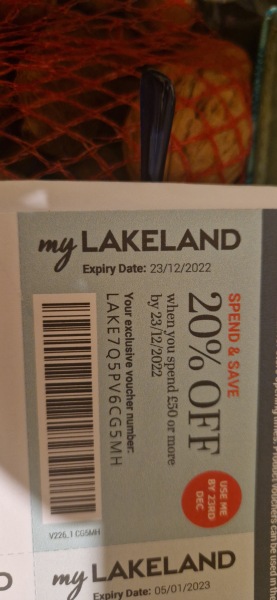 my LAKELAND
Expiry Date: 23/12/2022
SPEND & SAVE
20% OFF
when you spend £50 or more
by 23/12/2022
Your exclusive voucher number:
LAKE7Q5PV6CG5MH
USE ME
BY 23RD
DEC
V226.1 CG5MH
my LAKELAND
Expiry Date: 05/01/2023